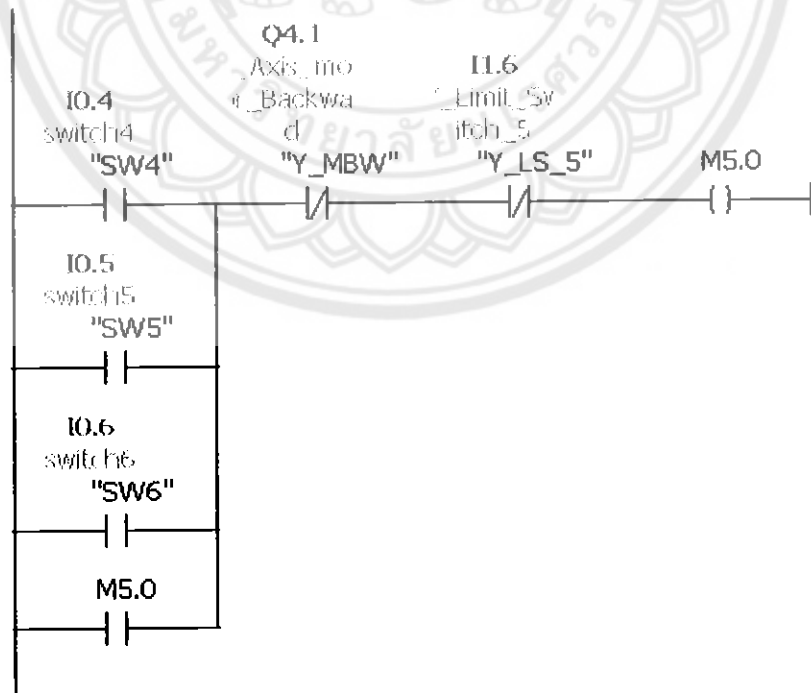 Q4.1
_Axis_mo
r_Backwa
d
"Y_MBW"
I1.6
_Limit_Sw
itch_5
"Y_LS_5"
I0.4
switch4
"SW4"
M5.0
I0.5
switch5
"SW5"
I0.6
switch6
"SW6"
M5.0